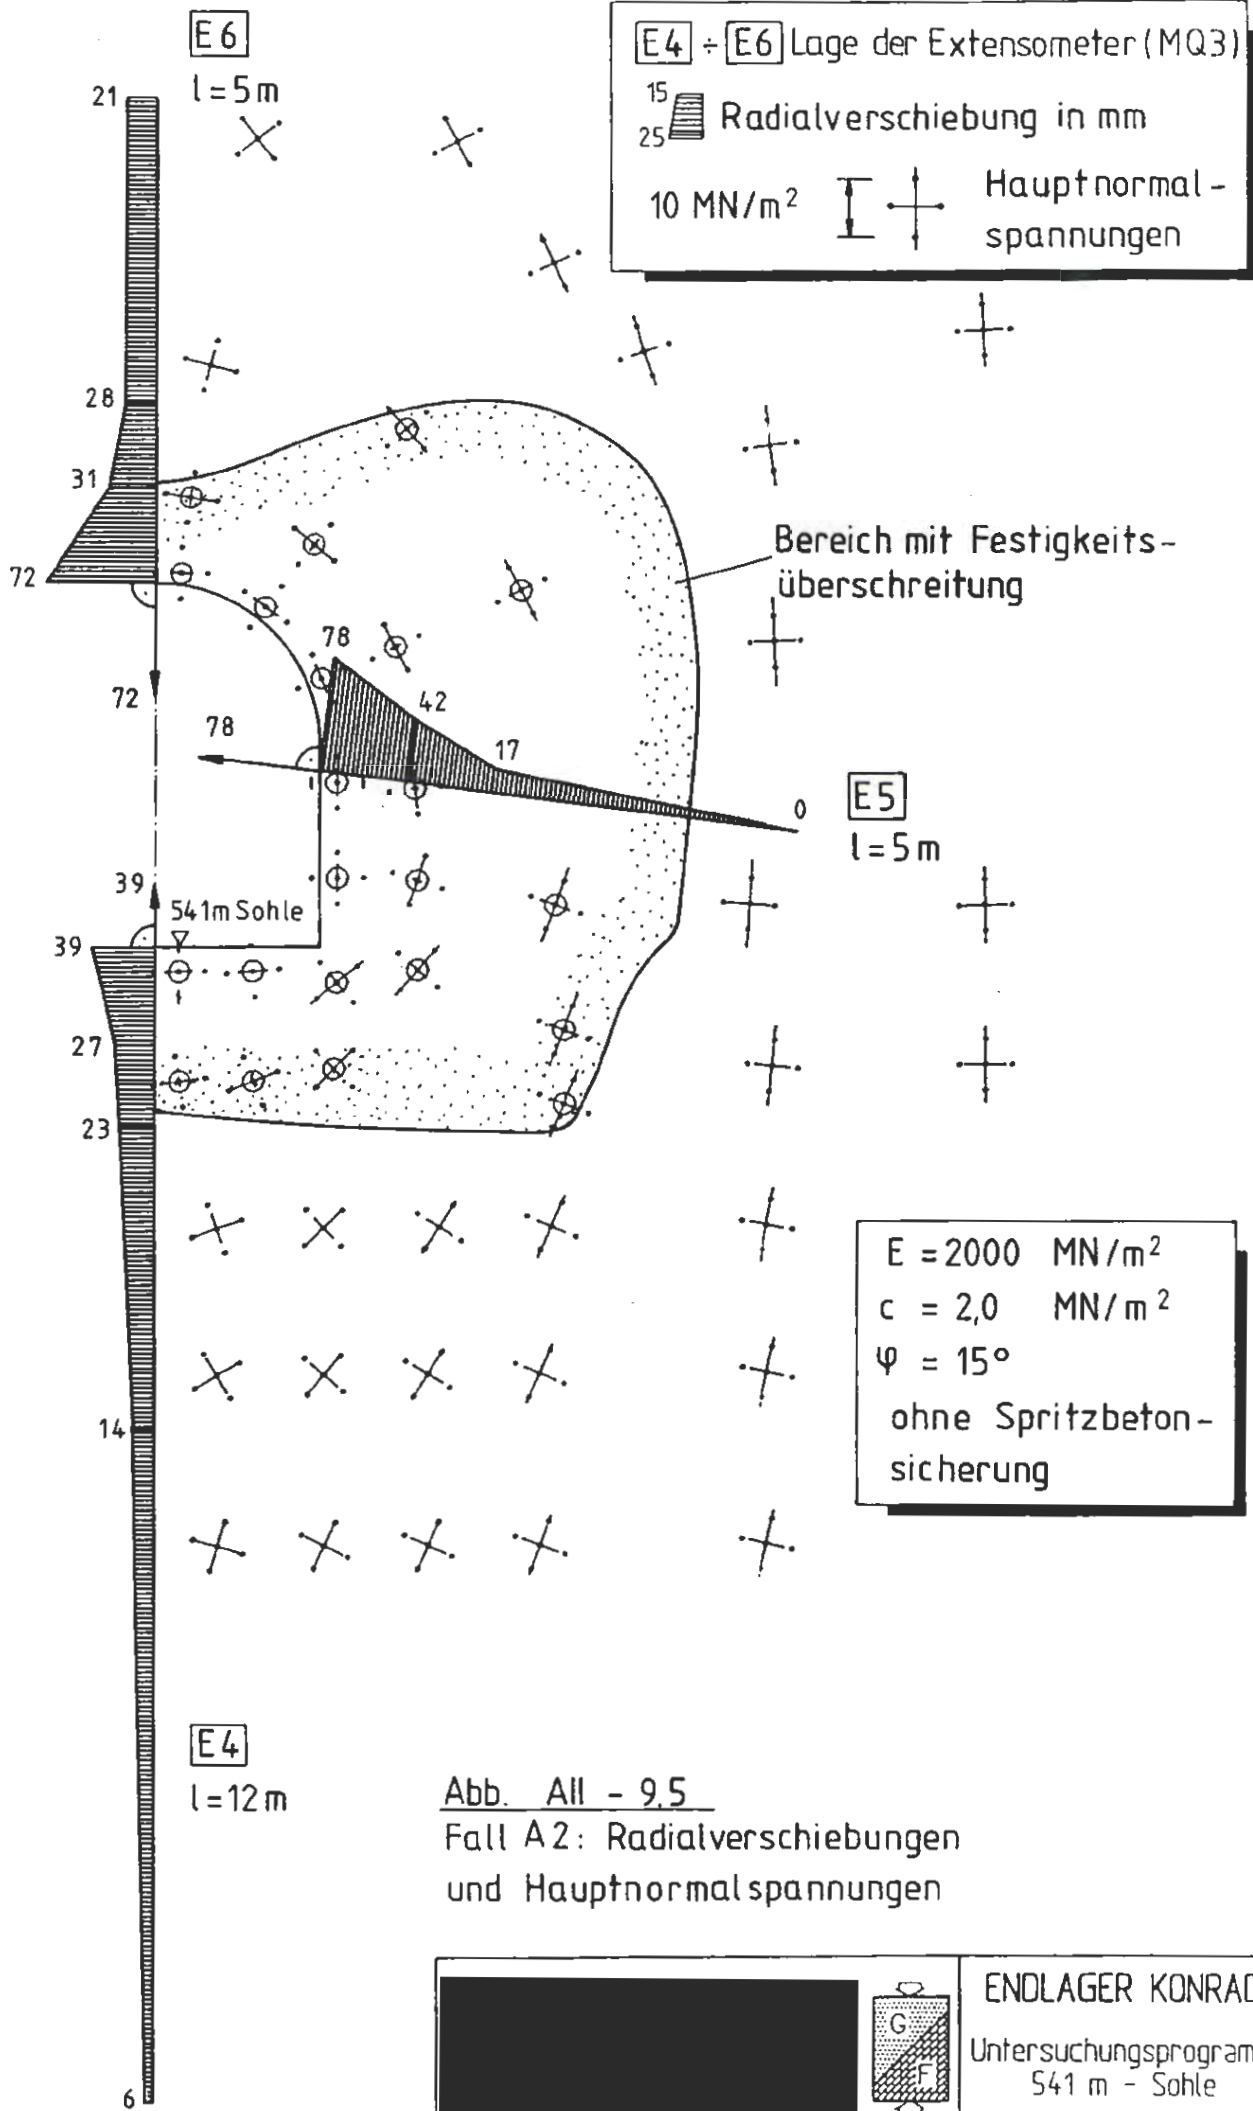 E6
l=5m
E4 ÷ E6 Lage der Extensometer (MQ3)
15
25
Radialverschiebung in mm
10 MN/m²
Hauptnormal-
spannungen
21
28
31
72
72
Bereich mit Festigkeits-
überschreitung
78
42
17
0
78
E5
l=5m
39
541m Sohle
39
27
23
14
6
E = 2000 MN/m²
c = 2,0 MN/m²
φ = 15°
ohne Spritzbeton-
sicherung
E4
l=12m
Abb. AII - 9.5
Fall A2: Radialverschiebungen
und Hauptnormalspannungen
G
F
ENDLAGER KONRAD
Untersuchungsprogram
541 m - Sohle